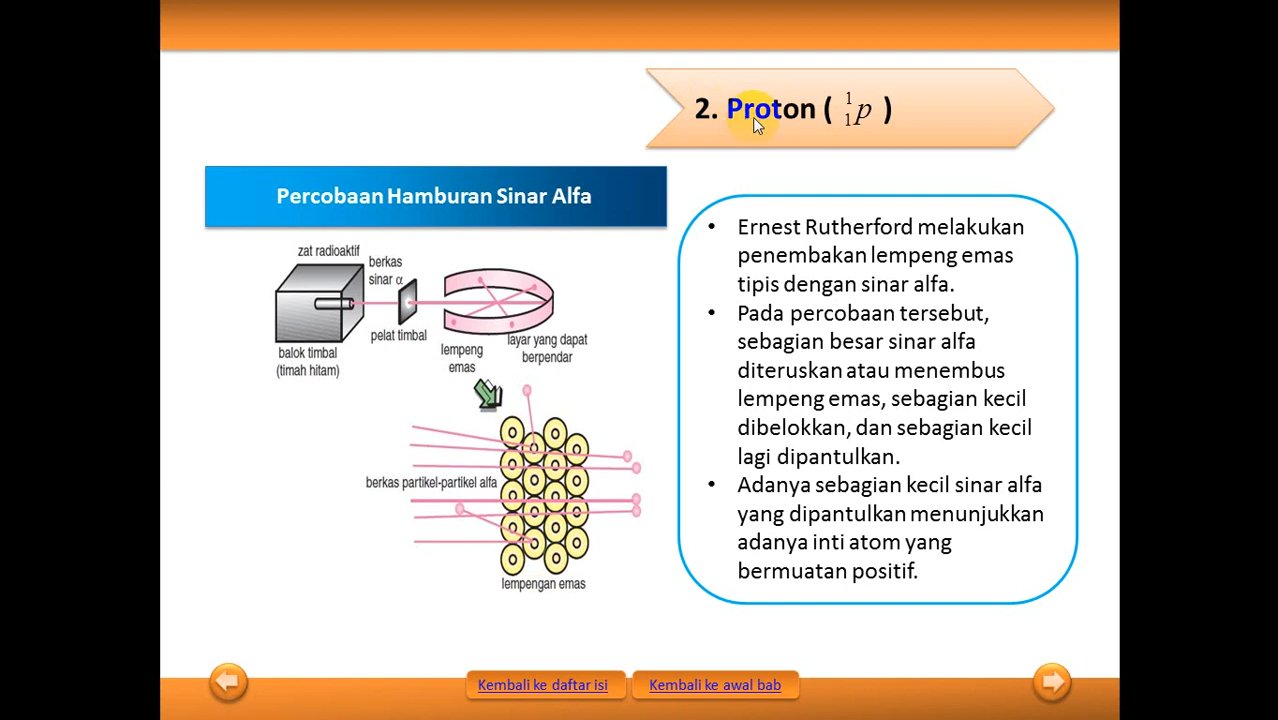 2. Proton ( ¹₁p )
Percobaan Hamburan Sinar Alfa
zat radioaktif
berkas
sinar α
pelat timbal
balok timbal
(timah hitam)
lempeng
emas
layar yang dapat
berpendar
berkas partikel-partikel alfa
lempengan emas
• Ernest Rutherford melakukan
penembakan lempeng emas
tipis dengan sinar alfa.
• Pada percobaan tersebut,
sebagian besar sinar alfa
diteruskan atau menembus
lempeng emas, sebagian kecil
dibelokkan, dan sebagian kecil
lagi dipantulkan.
• Adanya sebagian kecil sinar alfa
yang dipantulkan menunjukkan
adanya inti atom yang
bermuatan positif.
Kembali ke daftar isi
Kembali ke awal bab